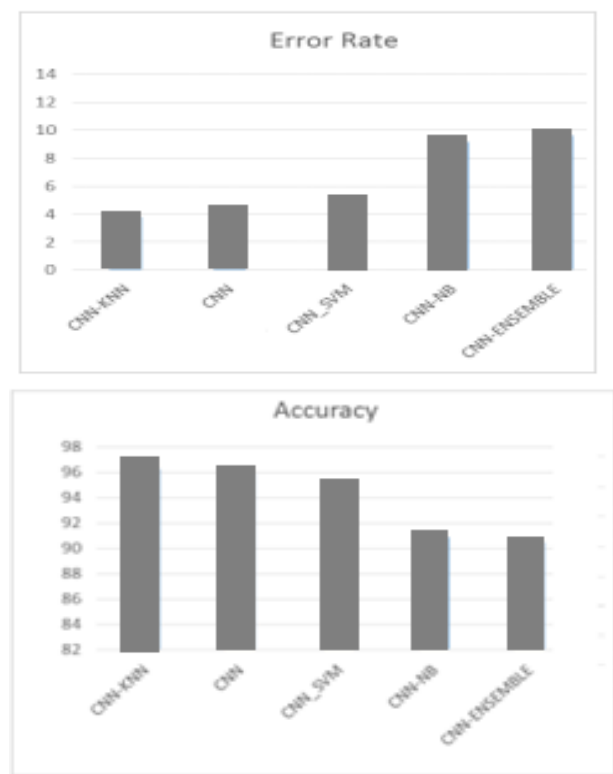 Error Rate
14
12
10
8
6
4
2
0
CNN-KNN
CNN
CNN_SVM
CNN-NB
CNN-ENSEMBLE
Accuracy
98
96
94
92
90
88
86
84
82
CNN-KNN
CNN
CNN_SVM
CNN-NB
CNN-ENSEMBLE